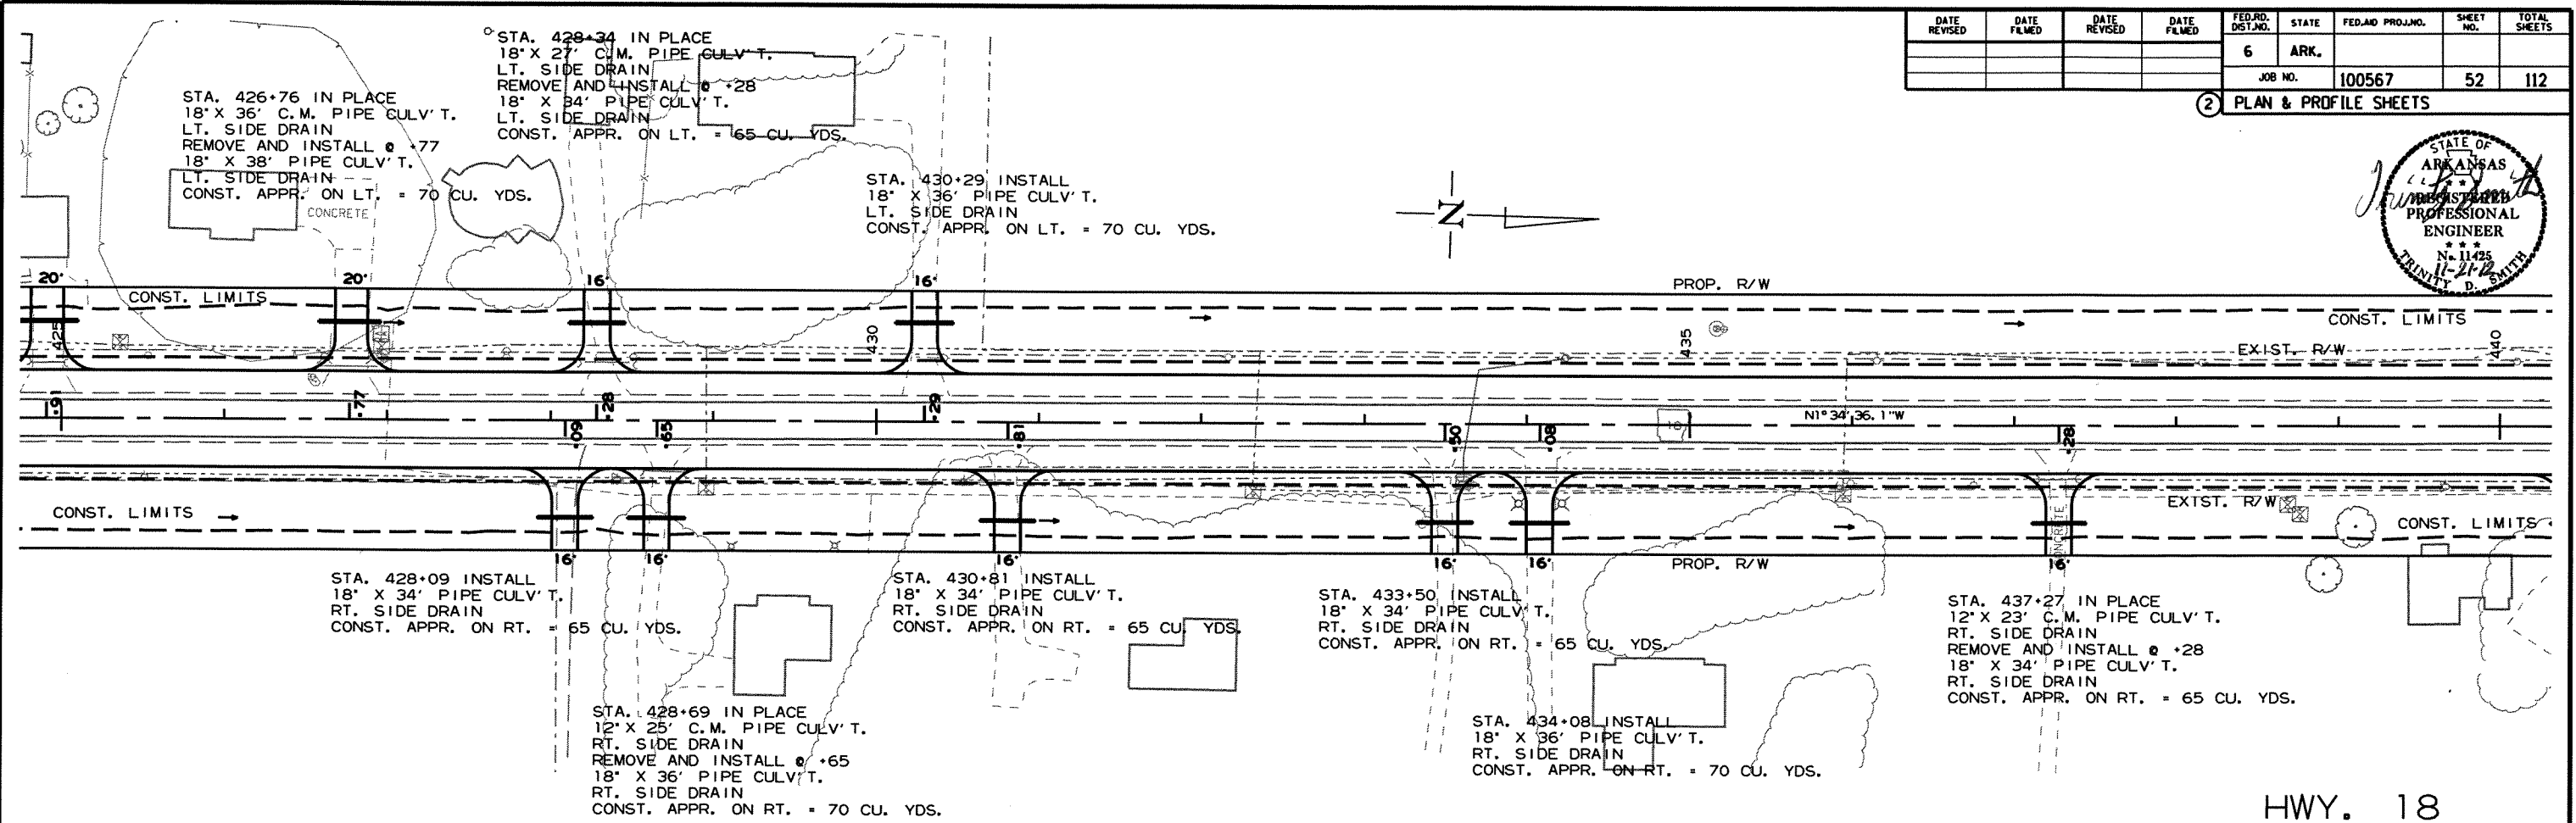 DATE REVISED
DATE FILMED
DATE REVISED
DATE FILMED
FED.RD. DIST.NO.
STATE
FED.AID PROJ.NO.
SHEET NO.
TOTAL SHEETS
6
ARK.
JOB NO.
100567
52
112
2 PLAN & PROFILE SHEETS
STATE OF
ARKANSAS
★ ★
REGISTERED
PROFESSIONAL
ENGINEER
★ ★ ★
No. 11425
11-21-12
TRINITY D. SMITH
STA. 428+34 IN PLACE
18" X 27' C.M. PIPE CULV'T.
LT. SIDE DRAIN
REMOVE AND INSTALL @ +28
18" X 34' PIPE CULV'T.
LT. SIDE DRAIN
CONST. APPR. ON LT. = 65 CU. YDS.
STA. 426+76 IN PLACE
18" X 36' C.M. PIPE CULV'T.
LT. SIDE DRAIN
REMOVE AND INSTALL @ +77
18" X 38' PIPE CULV'T.
LT. SIDE DRAIN
CONST. APPR. ON LT. = 70 CU. YDS.
CONCRETE
STA. 430+29 INSTALL
18" X 36' PIPE CULV'T.
LT. SIDE DRAIN
CONST. APPR. ON LT. = 70 CU. YDS.
N
20'
20'
16'
16'
PROP. R/W
CONST. LIMITS
CONST. LIMITS
425
430
435
440
EXIST. R/W
+91
+77
+28
+29
N1°34'36.1"W
+09
+65
+81
+50
+08
+28
EXIST. R/W
CONST. LIMITS
CONST. LIMITS
CONCRETE
16'
16'
16'
16'
16'
PROP. R/W
16'
STA. 428+09 INSTALL
18" X 34' PIPE CULV'T.
RT. SIDE DRAIN
CONST. APPR. ON RT. = 65 CU. YDS.
STA. 430+81 INSTALL
18" X 34' PIPE CULV'T.
RT. SIDE DRAIN
CONST. APPR. ON RT. = 65 CU. YDS.
STA. 433+50 INSTALL
18" X 34' PIPE CULV'T.
RT. SIDE DRAIN
CONST. APPR. ON RT. = 65 CU. YDS.
STA. 437+27 IN PLACE
12" X 23' C.M. PIPE CULV'T.
RT. SIDE DRAIN
REMOVE AND INSTALL @ +28
18" X 34' PIPE CULV'T.
RT. SIDE DRAIN
CONST. APPR. ON RT. = 65 CU. YDS.
STA. 428+69 IN PLACE
12" X 25' C.M. PIPE CULV'T.
RT. SIDE DRAIN
REMOVE AND INSTALL @ +65
18" X 36' PIPE CULV'T.
RT. SIDE DRAIN
CONST. APPR. ON RT. = 70 CU. YDS.
STA. 434+08 INSTALL
18" X 36' PIPE CULV'T.
RT. SIDE DRAIN
CONST. APPR. ON RT. = 70 CU. YDS.
HWY. 18